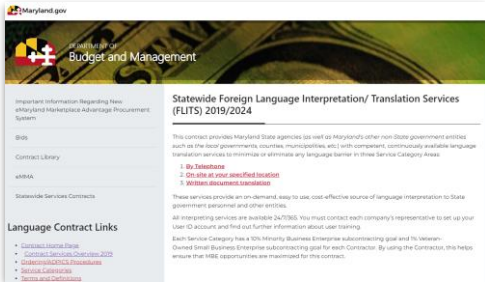 Maryland.gov
DEPARTMENT OF
Budget and Management
Important Information Regarding New
eMaryland Marketplace Advantage Procurement
System
Bids
Contract Library
eMMA
Statewide Services Contracts
Language Contract Links
Contract Home Page
Contract Services Overview 2019
Ordering/ADPICS Procedures
Service Categories
Terms and Definitions
Statewide Foreign Language Interpretation/ Translation Services
(FLITS) 2019/2024
This contract provides Maryland State agencies (as well as Maryland's other non-State government entities
such as the local governments, counties, municipalities, etc.) with competent, continuously available language
translation services to minimize or eliminate any language barrier in three Service Category Areas:
1. By Telephone
2. On-site at your specified location
3. Written document translation
These services provide an on-demand, easy to use, cost-effective source of language interpretation to State
government personnel and other entities.
All interpreting services are available 24/7/365. You must contact each company's representative to set up your
User ID account and find out further information about user training.
Each Service Category has a 10% Minority Business Enterprise subcontracting goal and 1% Veteran-
Owned Small Business Enterprise subcontracting goal for each Contractor. By using the Contractor, this helps
ensure that MBE opportunities are maximized for this contract.